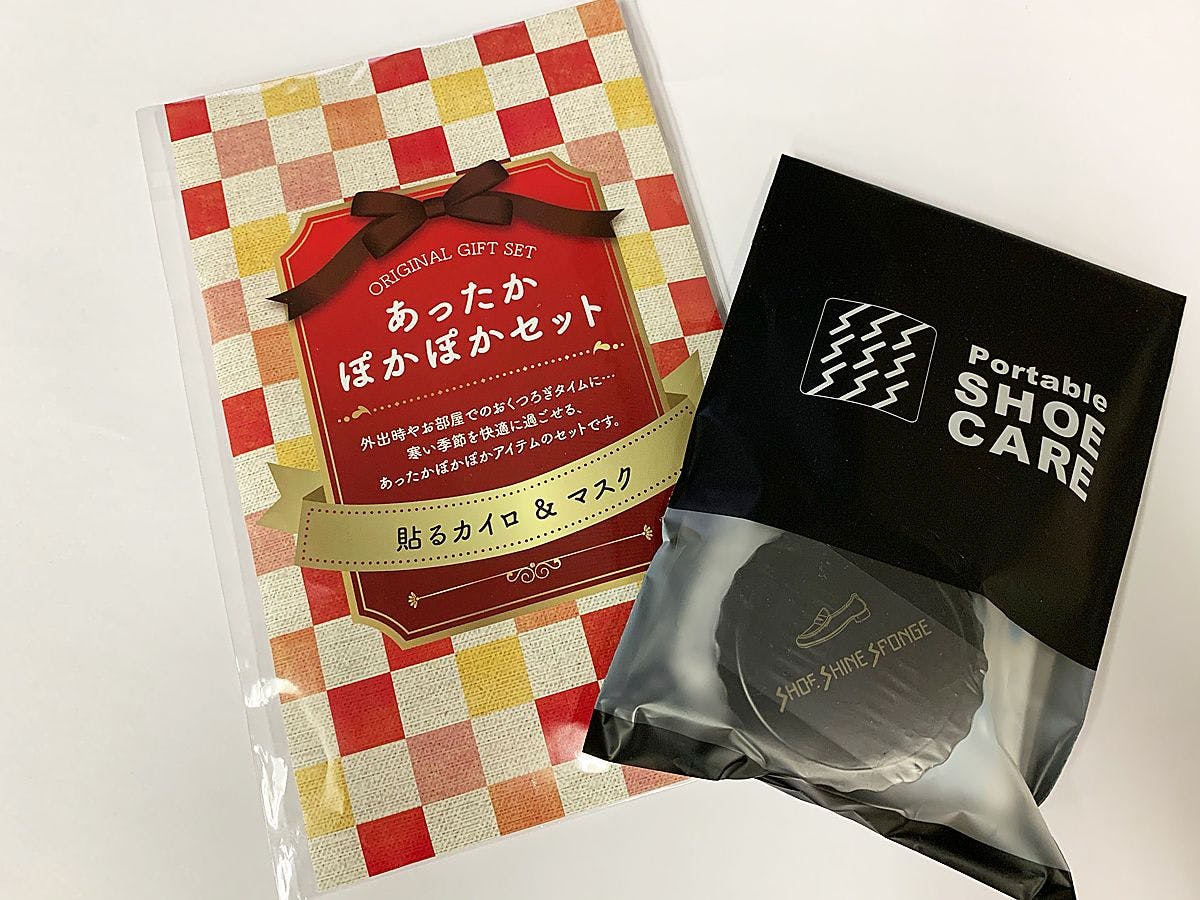 ORIGINAL GIFT SET
あったか
ぽかぽかセット
外出時やお部屋でのおくつろぎタイムに…
寒い季節を快適に過ごせる、
あったかぽかぽかアイテムのセットです。
貼るカイロ & マスク
Portable
SHOE
CARE
SHOE SHINE SPONGE